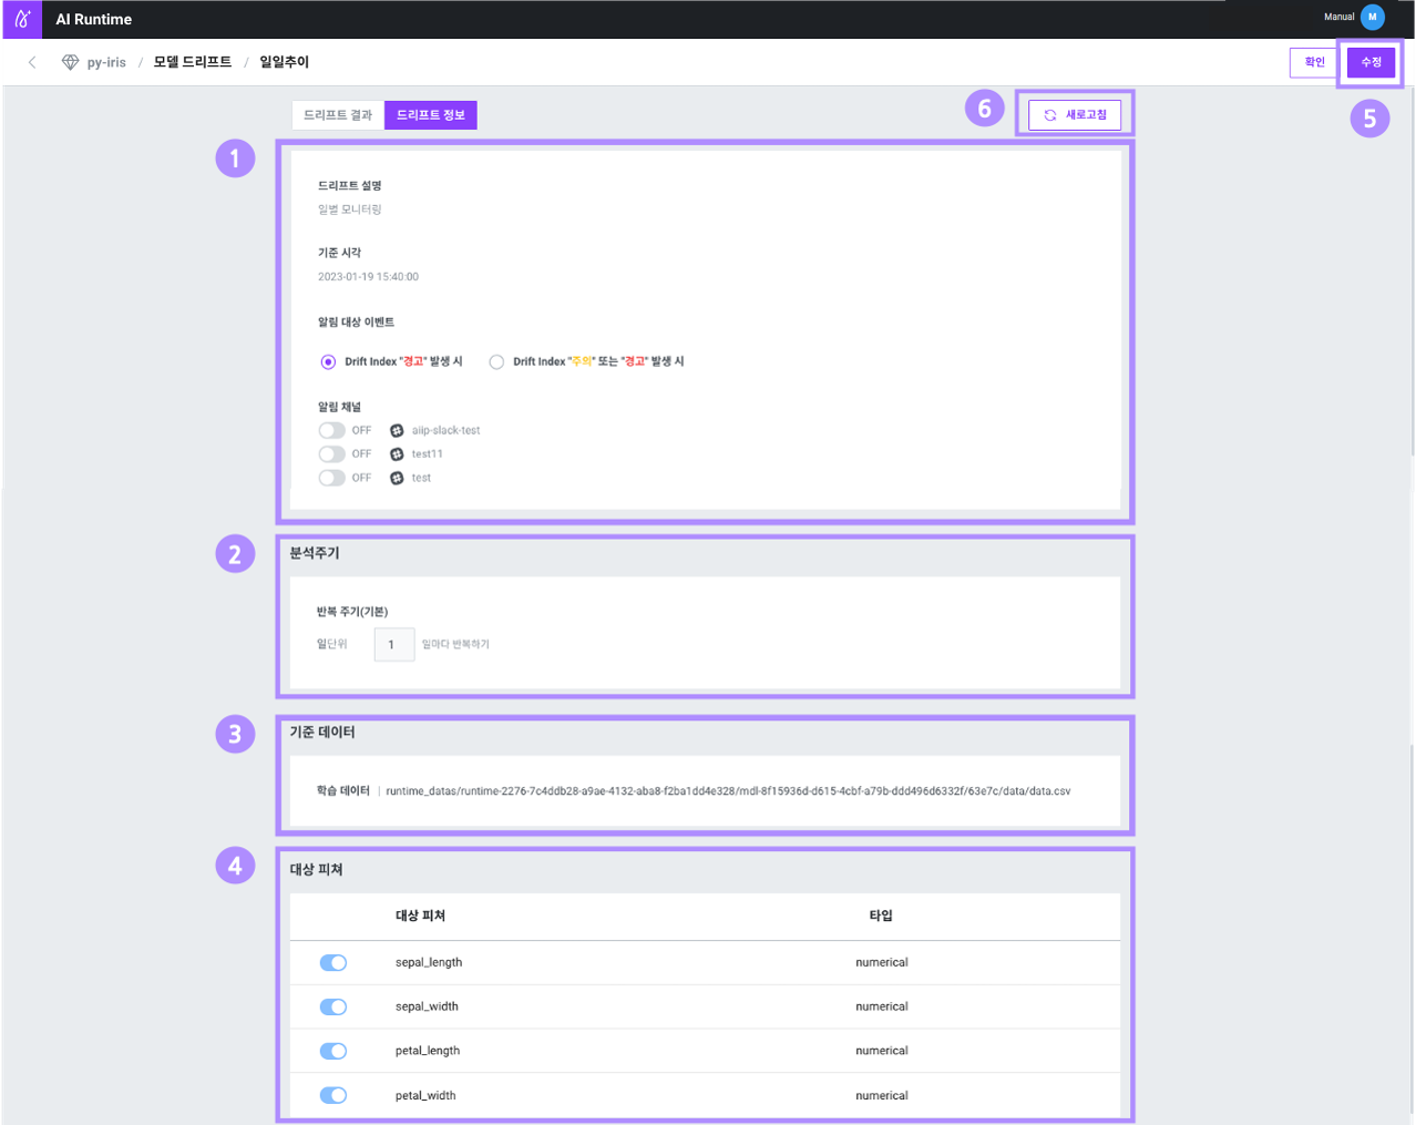 AI Runtime
Manual M
py-iris / 모델 드리프트 / 일일추이
확인 수정
드리프트 결과 드리프트 정보
6 새로고침 5
1
드리프트 설명
일별 모니터링
기준 시각
2023-01-19 15:40:00
알림 대상 이벤트
Drift Index "경고" 발생 시 Drift Index "주의" 또는 "경고" 발생 시
알림 채널
OFF aiip-slack-test
OFF test11
OFF test
2
분석주기
반복 주기(기본)
일단위 1 일마다 반복하기
3
기준 데이터
학습 데이터 | runtime_datas/runtime-2276-7c4ddb28-a9ae-4132-aba8-f2ba1dd4e328/mdl-8f15936d-d615-4cbf-a79b-ddd496d6332f/63e7c/data/data.csv
4
대상 피쳐
대상 피쳐 타입
sepal_length numerical
sepal_width numerical
petal_length numerical
petal_width numerical